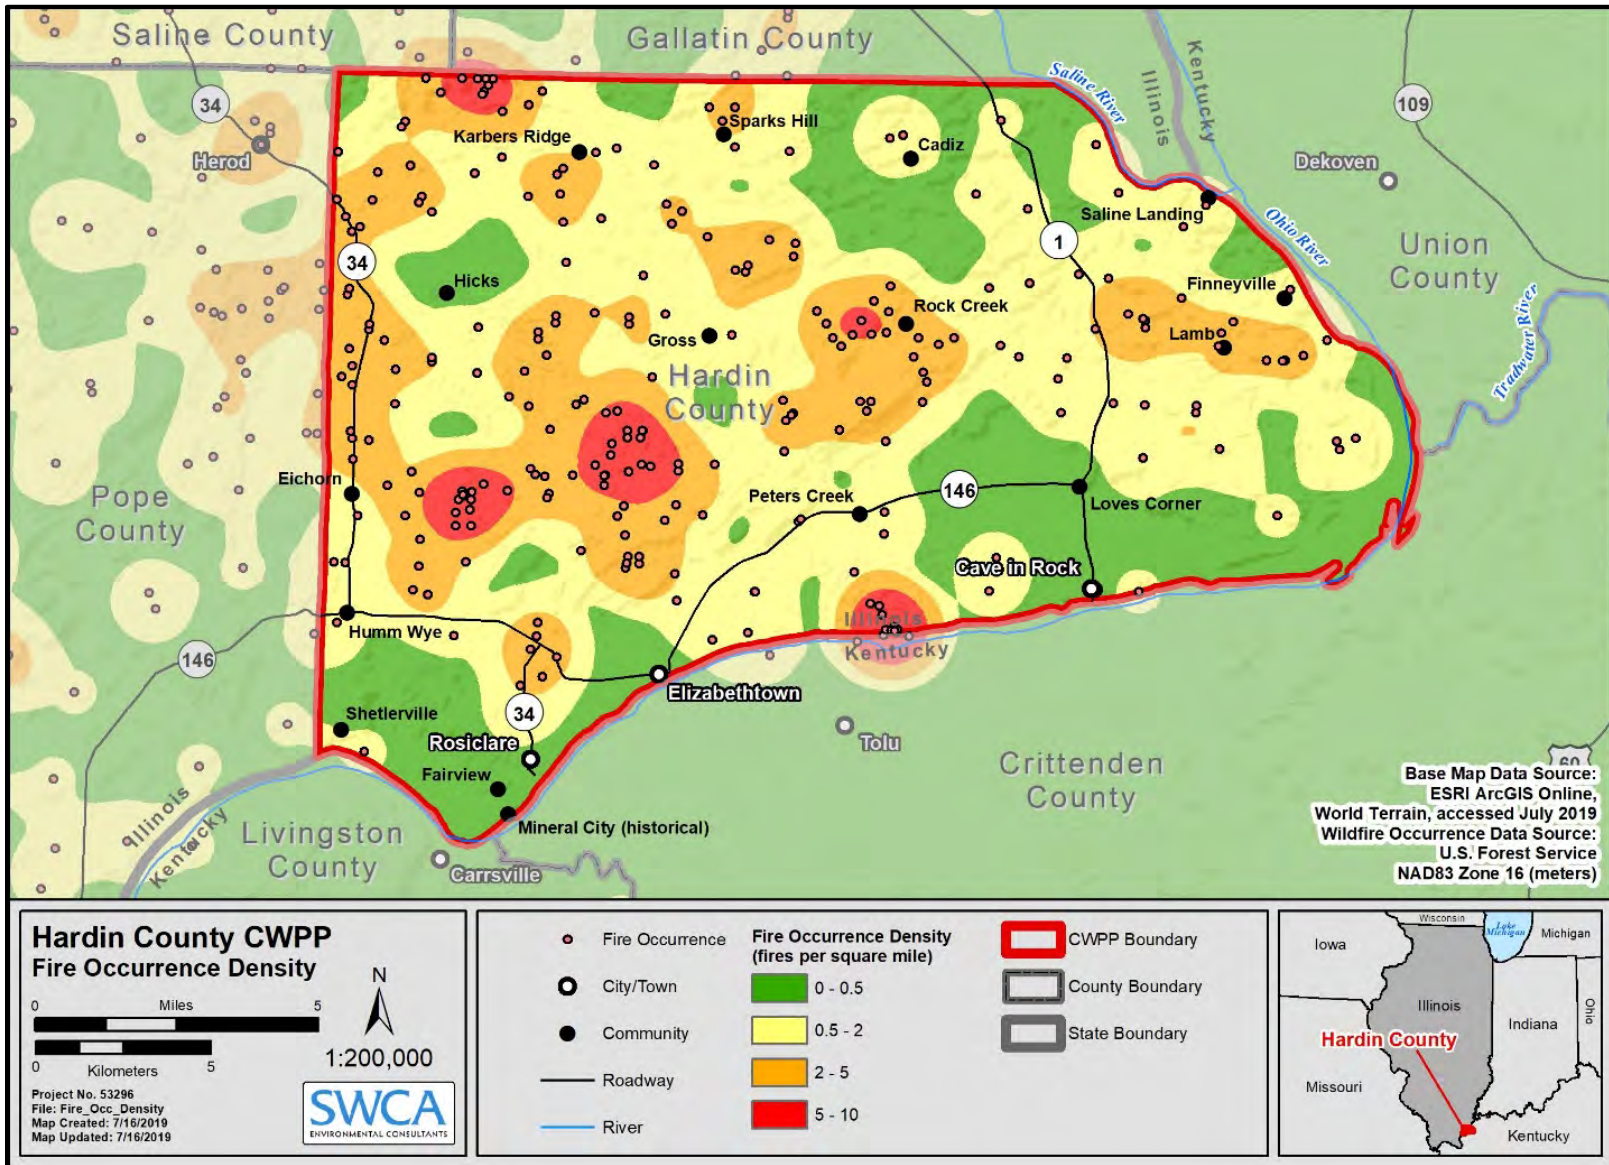 Saline County
Gallatin County
Saline River
Illinois
Kentucky
34
109
Herod
Karbers Ridge
Sparks Hill
Cadiz
Dekoven
Saline Landing
Ohio River
Union
County
1
34
Hicks
Finneyville
Rock Creek
Gross
Lamb
Tradwater River
Hardin
County
Eichorn
Peters Creek
146
Loves Corner
Pope
County
Cave in Rock
Humm Wye
Illinois
Kentucky
146
Elizabethtown
Shetlerville
34
Rosiclare
Tolu
Fairview
Crittenden
County
60
Mineral City (historical)
Illinois
Kentucky
Livingston
County
Carrsville
Base Map Data Source:
ESRI ArcGIS Online,
World Terrain, accessed July 2019
Wildfire Occurrence Data Source:
U.S. Forest Service
NAD83 Zone 16 (meters)
Hardin County CWPP
Fire Occurrence Density
0 Miles 5
0 Kilometers 5
N
1:200,000
Project No. 53296
File: Fire_Occ_Density
Map Created: 7/16/2019
Map Updated: 7/16/2019
SWCA
ENVIRONMENTAL CONSULTANTS
Fire Occurrence
City/Town
Community
Roadway
River
Fire Occurrence Density
(fires per square mile)
0 - 0.5
0.5 - 2
2 - 5
5 - 10
CWPP Boundary
County Boundary
State Boundary
Wisconsin
Lake
Michigan
Michigan
Iowa
Illinois
Indiana
Ohio
Hardin County
Missouri
Kentucky